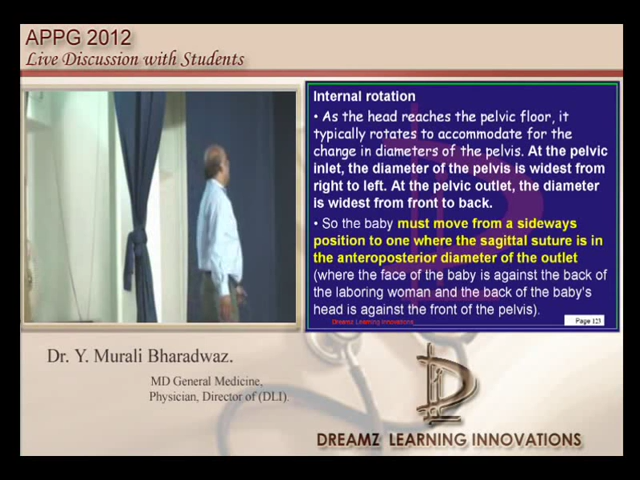 APPG 2012
Live Discussion with Students
Internal rotation
• As the head reaches the pelvic floor, it
typically rotates to accommodate for the
change in diameters of the pelvis. At the pelvic
inlet, the diameter of the pelvis is widest from
right to left. At the pelvic outlet, the diameter
is widest from front to back.
• So the baby must move from a sideways
position to one where the sagittal suture is in
the anteroposterior diameter of the outlet
(where the face of the baby is against the back of
the laboring woman and the back of the baby's
head is against the front of the pelvis).
Dreamz Learning Innovations
Page 123
Dr. Y. Murali Bharadwaz.
MD General Medicine,
Physician, Director of (DLI).
DREAMZ LEARNING INNOVATIONS